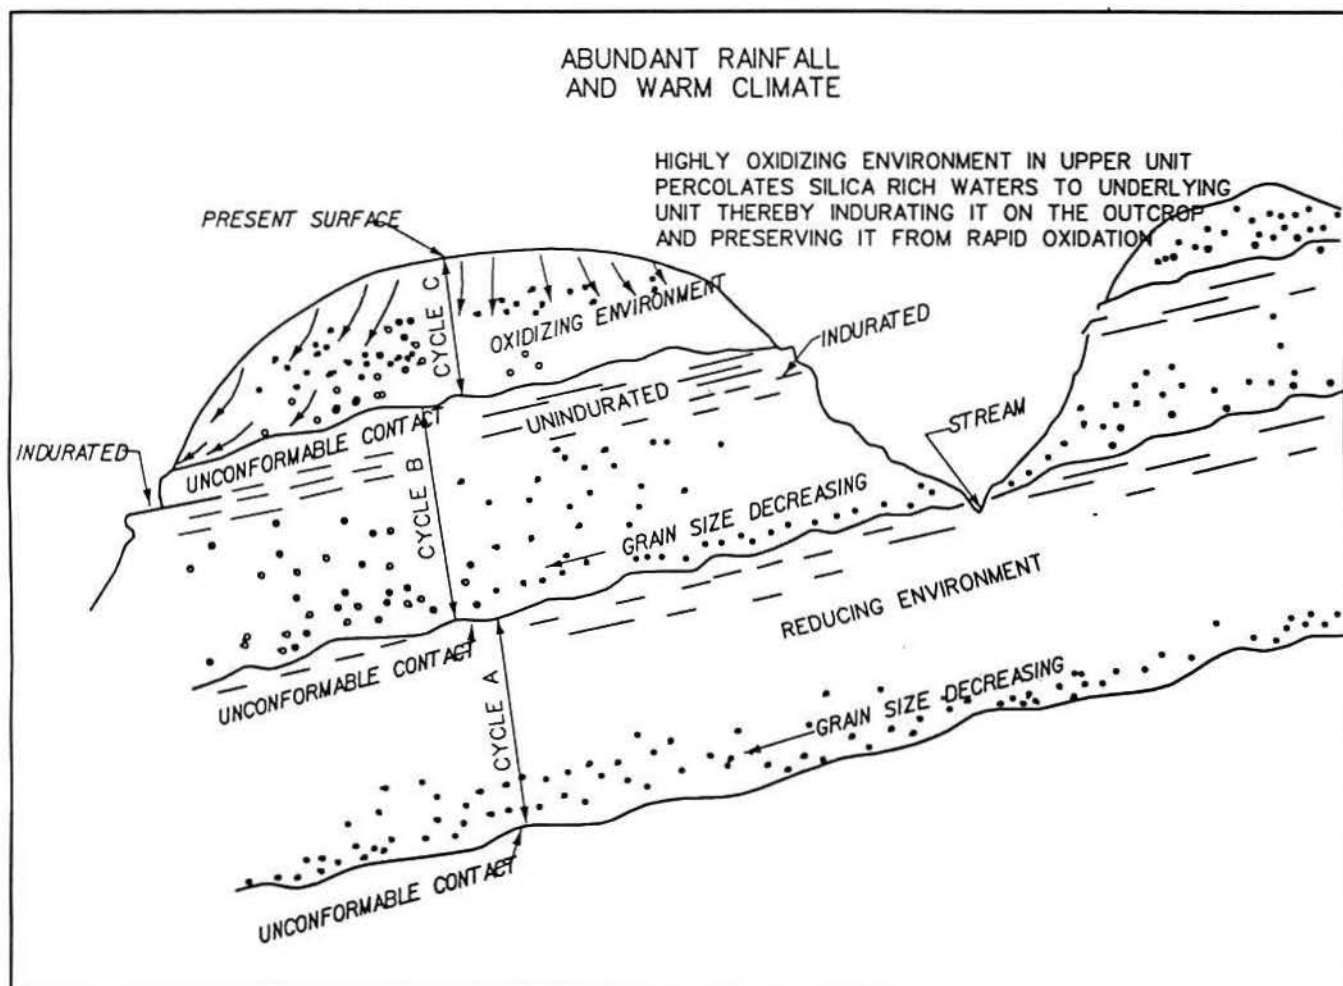 ABUNDANT RAINFALL
AND WARM CLIMATE
HIGHLY OXIDIZING ENVIRONMENT IN UPPER UNIT
PERCOLATES SILICA RICH WATERS TO UNDERLYING
UNIT THEREBY INDURATING IT ON THE OUTCROP
AND PRESERVING IT FROM RAPID OXIDATION
PRESENT SURFACE
CYCLE C
OXIDIZING ENVIRONMENT
INDURATED
UNINDURATED
STREAM
UNCONFORMABLE CONTACT
INDURATED
CYCLE B
GRAIN SIZE DECREASING
REDUCING ENVIRONMENT
UNCONFORMABLE CONTACT
CYCLE A
GRAIN SIZE DECREASING
UNCONFORMABLE CONTACT